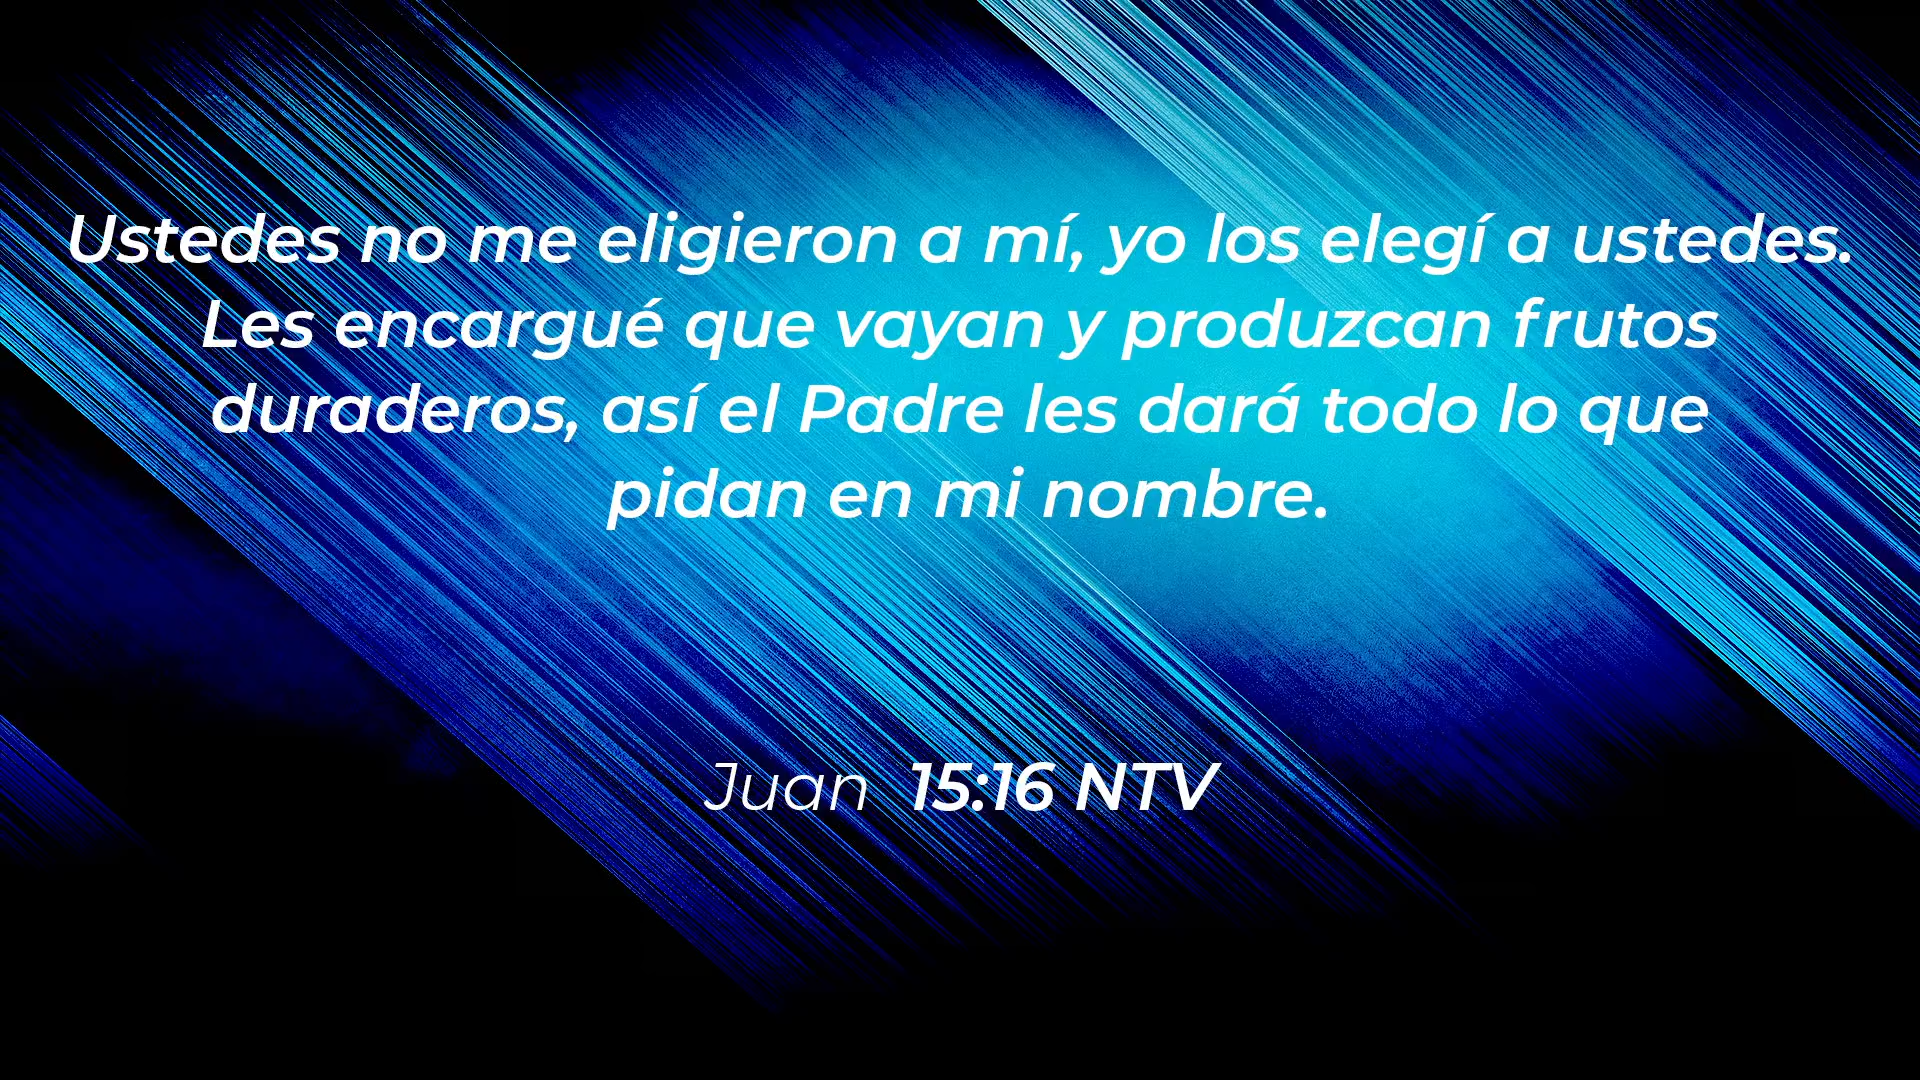 Ustedes no me eligieron a mí, yo los elegí a ustedes.
Les encargué que vayan y produzcan frutos
duraderos, así el Padre les dará todo lo que
pidan en mi nombre.
Juan 15:16 NTV